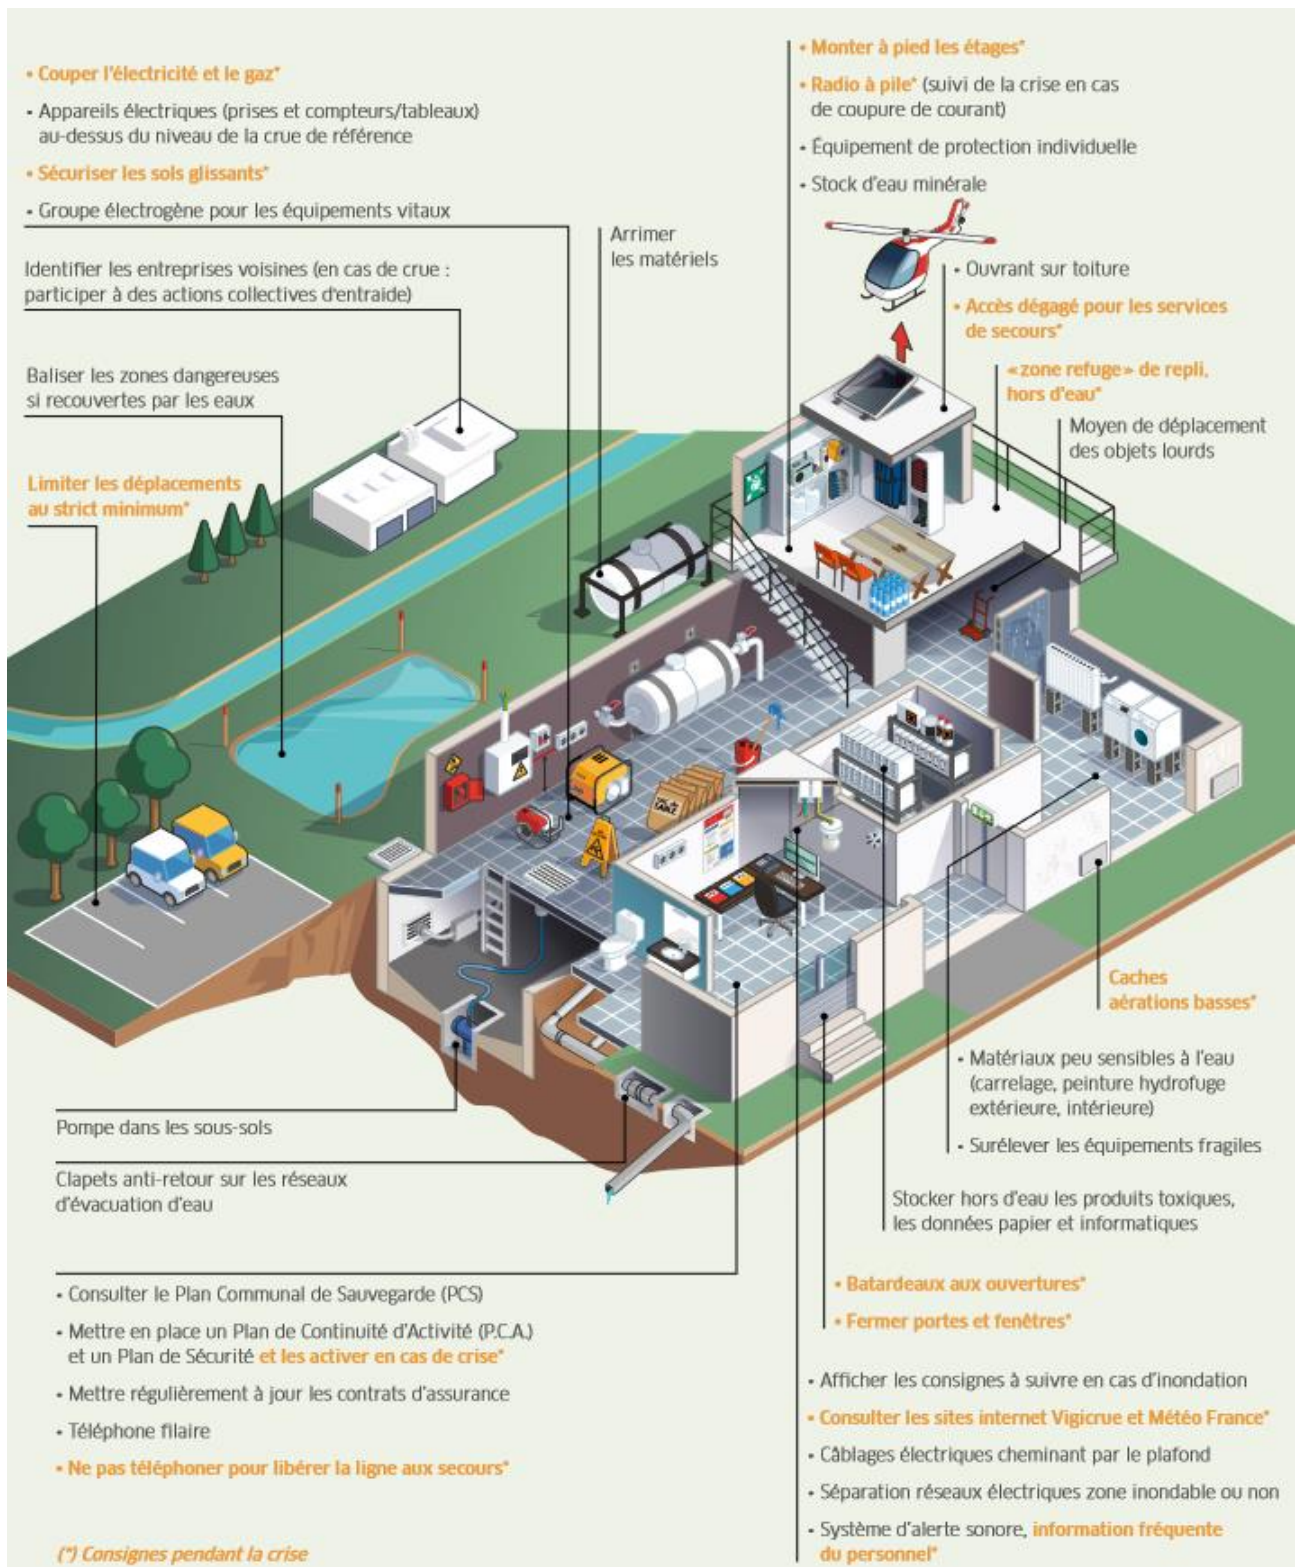 • Couper l'électricité et le gaz*
• Appareils électriques (prises et compteurs/tableaux)
au-dessus du niveau de la crue de référence
• Sécuriser les sols glissants*
• Groupe électrogène pour les équipements vitaux
Identifier les entreprises voisines (en cas de crue :
participer à des actions collectives d'entraide)
Baliser les zones dangereuses
si recouvertes par les eaux
Limiter les déplacements
au strict minimum*
Arrimer
les matériels
• Monter à pied les étages*
• Radio à pile* (suivi de la crise en cas
de coupure de courant)
• Équipement de protection individuelle
• Stock d'eau minérale
• Ouvrant sur toiture
• Accès dégagé pour les services
de secours*
«zone refuge» de repli,
hors d'eau*
Moyen de déplacement
des objets lourds
Caches
aérations basses*
• Matériaux peu sensibles à l'eau
(carrelage, peinture hydrofuge
extérieure, intérieure)
• Surélever les équipements fragiles
Stocker hors d'eau les produits toxiques,
les données papier et informatiques
• Batardeaux aux ouvertures*
• Fermer portes et fenêtres*
Pompe dans les sous-sols
Clapets anti-retour sur les réseaux
d'évacuation d'eau
• Consulter le Plan Communal de Sauvegarde (PCS)
• Mettre en place un Plan de Continuité d'Activité (P.C.A.)
et un Plan de Sécurité et les activer en cas de crise*
• Mettre régulièrement à jour les contrats d'assurance
• Téléphone filaire
• Ne pas téléphoner pour libérer la ligne aux secours*
• Afficher les consignes à suivre en cas d'inondation
• Consulter les sites internet Vigicrue et Météo France*
• Câblages électriques cheminant par le plafond
• Séparation réseaux électriques zone inondable ou non
• Système d'alerte sonore, information fréquente
du personnel*
(*) Consignes pendant la crise